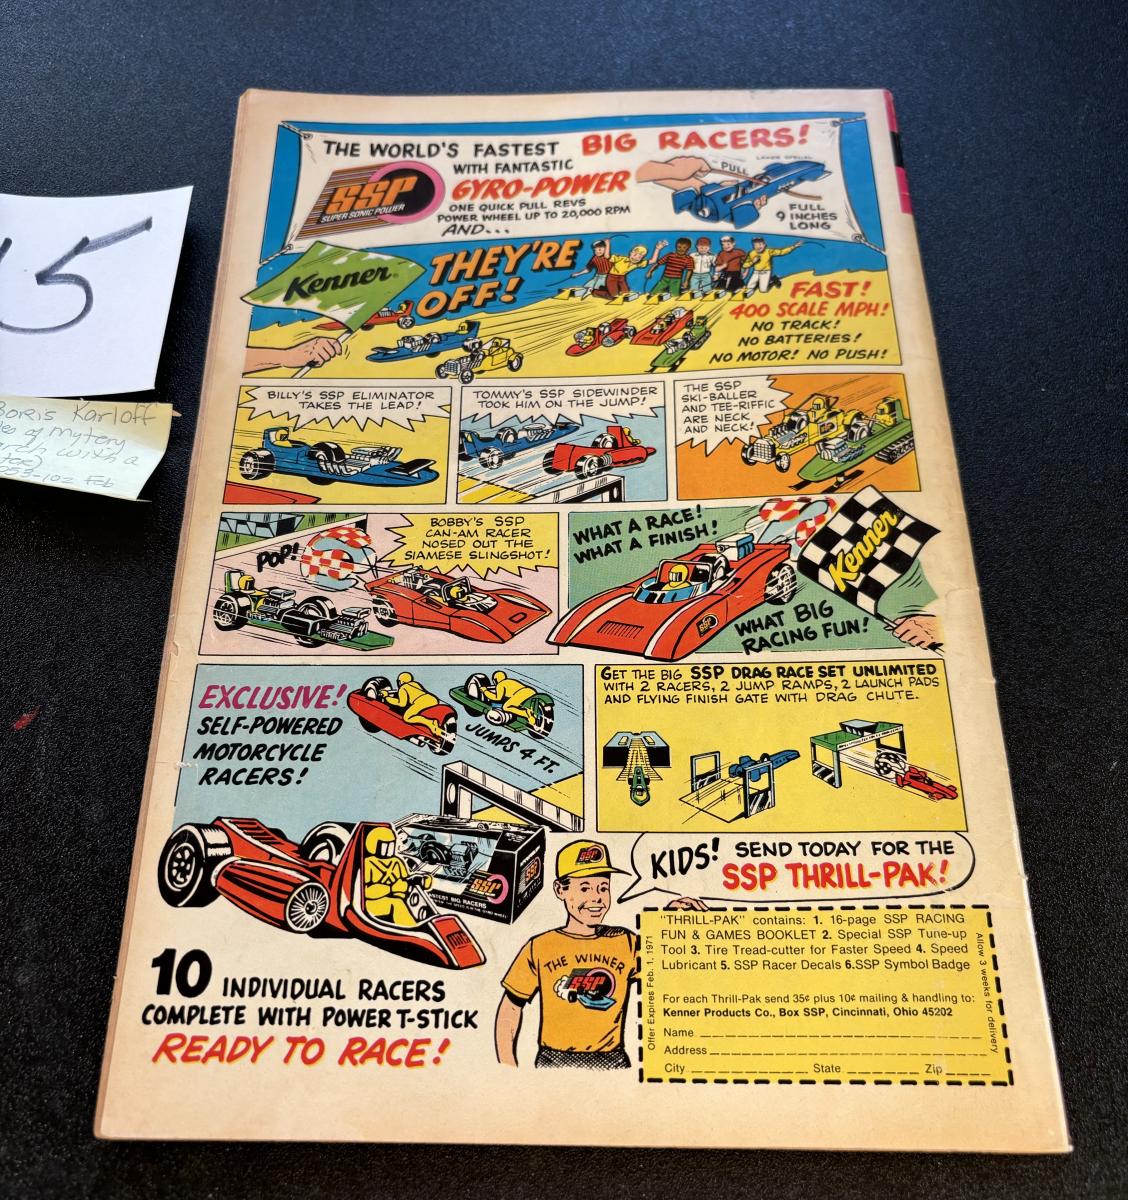 THE WORLD'S FASTEST BIG RACERS!
SSP
SUPER SONIC POWER
WITH FANTASTIC
GYRO-POWER
ONE QUICK PULL REVS
POWER WHEEL UP TO 20,000 RPM
AND...
PULL
FULL
9 INCHES
LONG
Kenner®
THEY'RE
OFF!
FAST!
400 SCALE MPH!
NO TRACK!
NO BATTERIES!
NO MOTOR! NO PUSH!
15
Boris Karloff
BILLY'S SSP ELIMINATOR
TAKES THE LEAD!
TOMMY'S SSP SIDEWINDER
TOOK HIM ON THE JUMP!
THE SSP
SKI-BALLER
AND TEE-RIFFIC
ARE NECK
AND NECK!
POP!
BOBBY'S SSP
CAN-AM RACER
NOSED OUT THE
SIAMESE SLINGSHOT!
WHAT A RACE!
WHAT A FINISH!
Kenner
SSP
WHAT BIG
RACING FUN!
EXCLUSIVE!
SELF-POWERED
MOTORCYCLE
RACERS!
JUMPS 4 FT.
GET THE BIG SSP DRAG RACE SET UNLIMITED
WITH 2 RACERS, 2 JUMP RAMPS, 2 LAUNCH PADS
AND FLYING FINISH GATE WITH DRAG CHUTE.
SSP
SSP
SSP
KIDS! SEND TODAY FOR THE
SSP THRILL-PAK!
THE WINNER
SSP
10 INDIVIDUAL RACERS
COMPLETE WITH POWER T-STICK
READY TO RACE!
"THRILL-PAK" contains: 1. 16-page SSP RACING
FUN & GAMES BOOKLET 2. Special SSP Tune-up
Tool 3. Tire Tread-cutter for Faster Speed 4. Speed
Lubricant 5. SSP Racer Decals 6.SSP Symbol Badge
For each Thrill-Pak send 35¢ plus 10¢ mailing & handling to:
Kenner Products Co., Box SSP, Cincinnati, Ohio 45202
Name
Address
City State Zip
Offer Expires Feb. 1, 1971
Allow 3 weeks for delivery